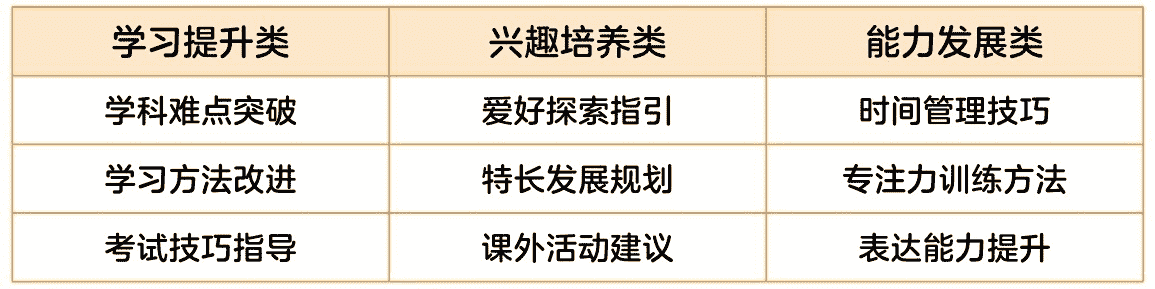 学习提升类 兴趣培养类 能力发展类
学科难点突破 爱好探索指引 时间管理技巧
学习方法改进 特长发展规划 专注力训练方法
考试技巧指导 课外活动建议 表达能力提升